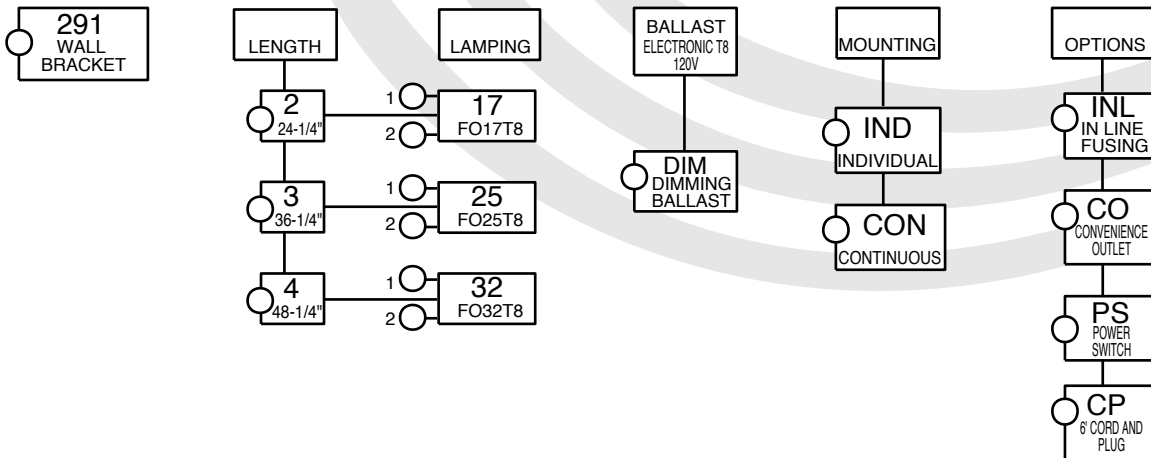 291
WALL
BRACKET
LENGTH
2
24-1/4"
3
36-1/4"
4
48-1/4"
LAMPING
1
2
17
FO17T8
1
2
25
FO25T8
1
2
32
FO32T8
BALLAST
ELECTRONIC T8
120V
DIM
DIMMING
BALLAST
MOUNTING
IND
INDIVIDUAL
CON
CONTINUOUS
OPTIONS
INL
IN LINE
FUSING
CO
CONVENIENCE
OUTLET
PS
POWER
SWITCH
CP
6' CORD AND
PLUG